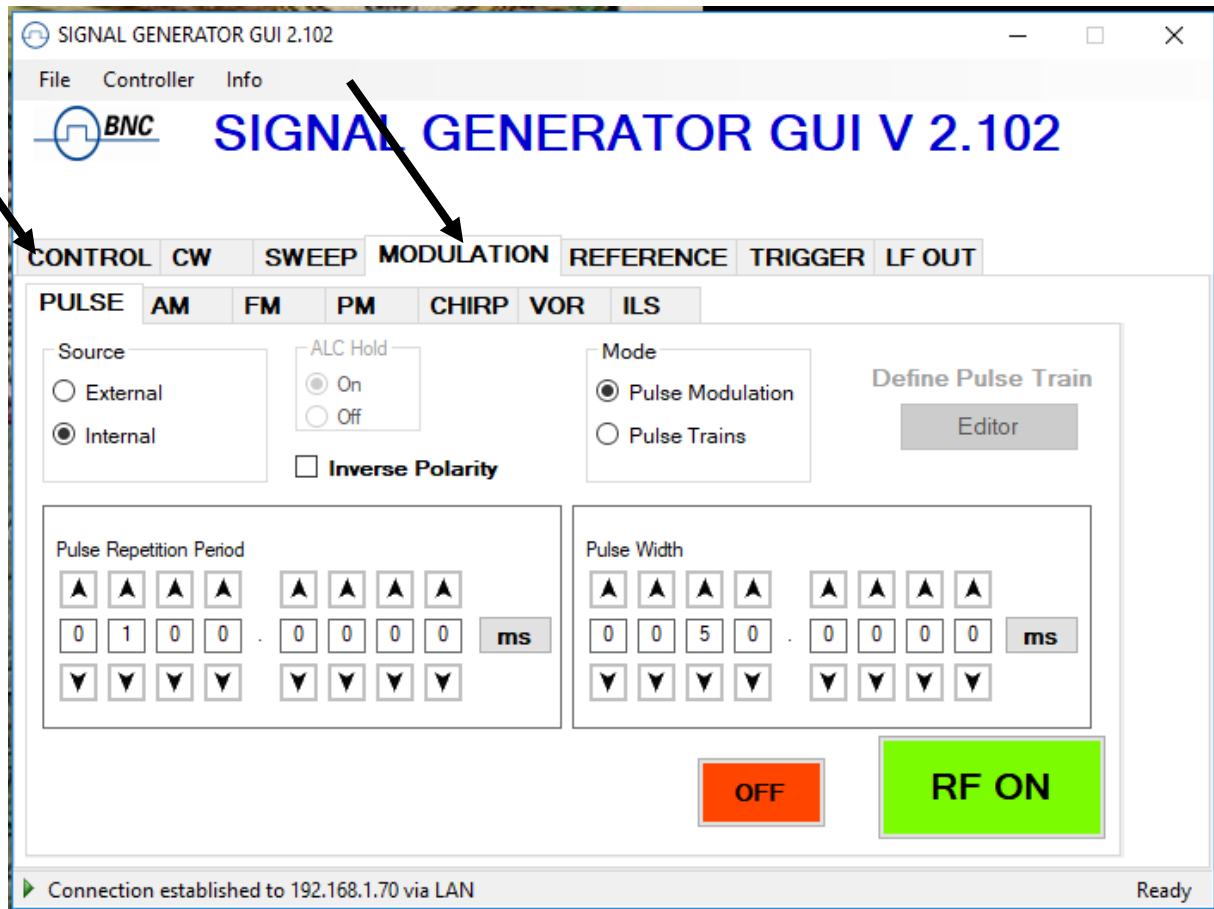 SIGNAL GENERATOR GUI 2.102
File Controller Info
BNC SIGNAL GENERATOR GUI V 2.102
CONTROL CW SWEEP MODULATION REFERENCE TRIGGER LF OUT
PULSE AM FM PM CHIRP VOR ILS
Source ALC Hold Mode
External On Pulse Modulation Define Pulse Train
Internal Off Pulse Trains Editor
Inverse Polarity
Pulse Repetition Period Pulse Width
0 1 0 0 . 0 0 0 0 ms 0 0 5 0 . 0 0 0 0 ms
OFF RF ON
Connection established to 192.168.1.70 via LAN Ready